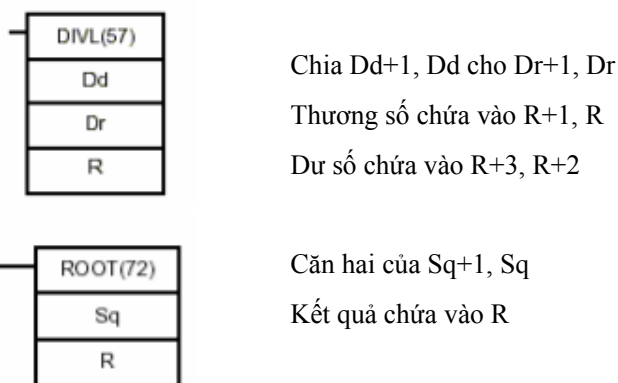 DIVL(57)
Dd
Dr
R
Chia Dd+1, Dd cho Dr+1, Dr
Thương số chứa vào R+1, R
Dư số chứa vào R+3, R+2
ROOT(72)
Sq
R
Căn hai của Sq+1, Sq
Kết quả chứa vào R